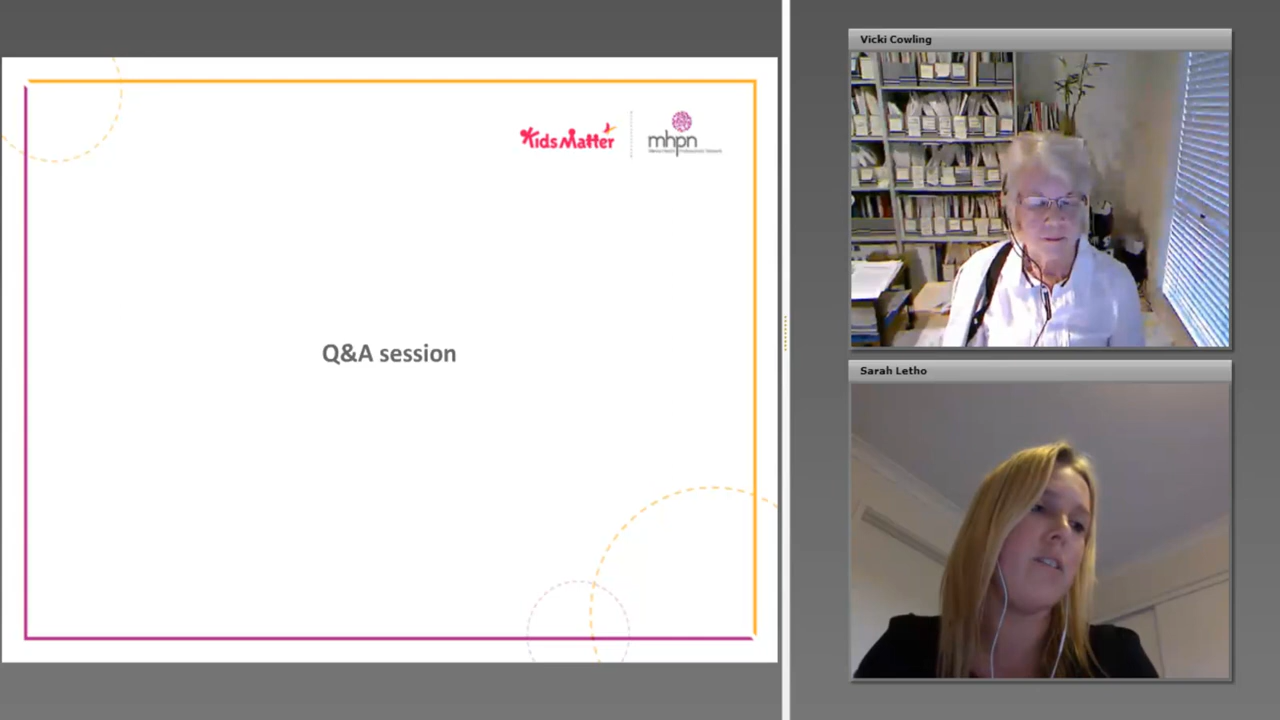 KidsMatter
mhpn
Q&A session
Vicki Cowling
Sarah Letho